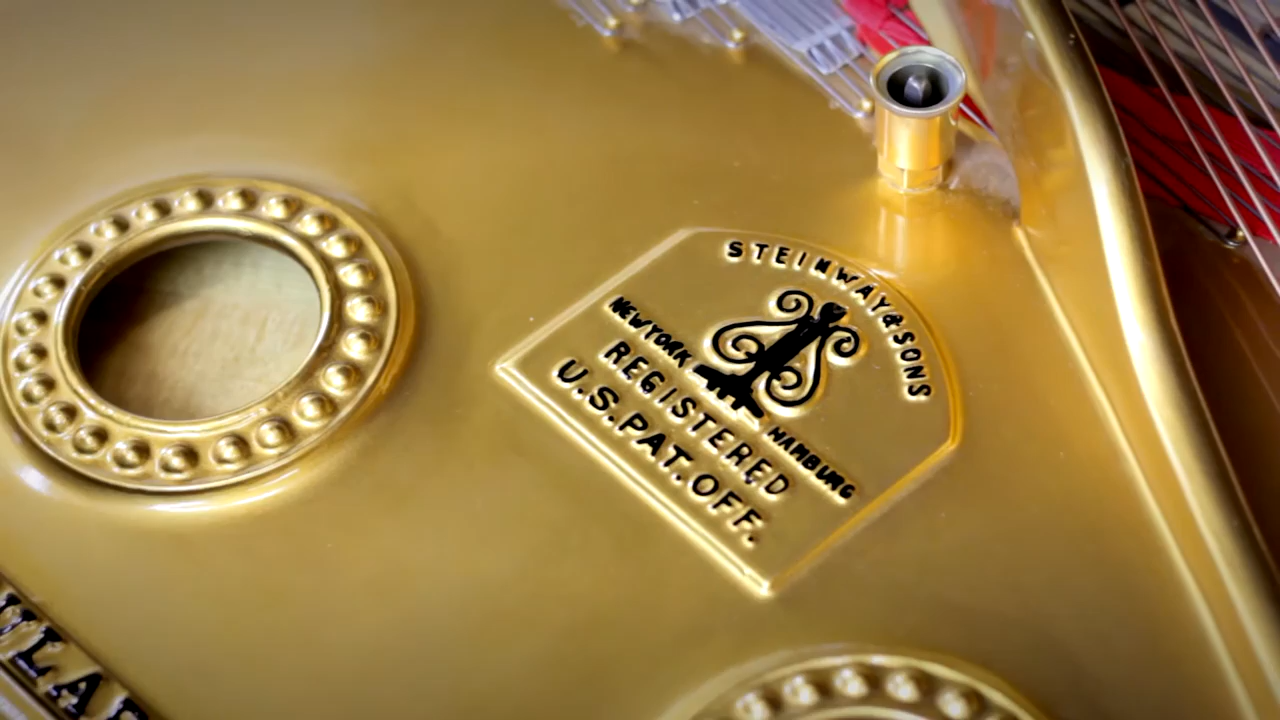 STEINWAY & SONS
NEW YORK HAMBURG
REGISTERED
U.S. PAT. OFF.